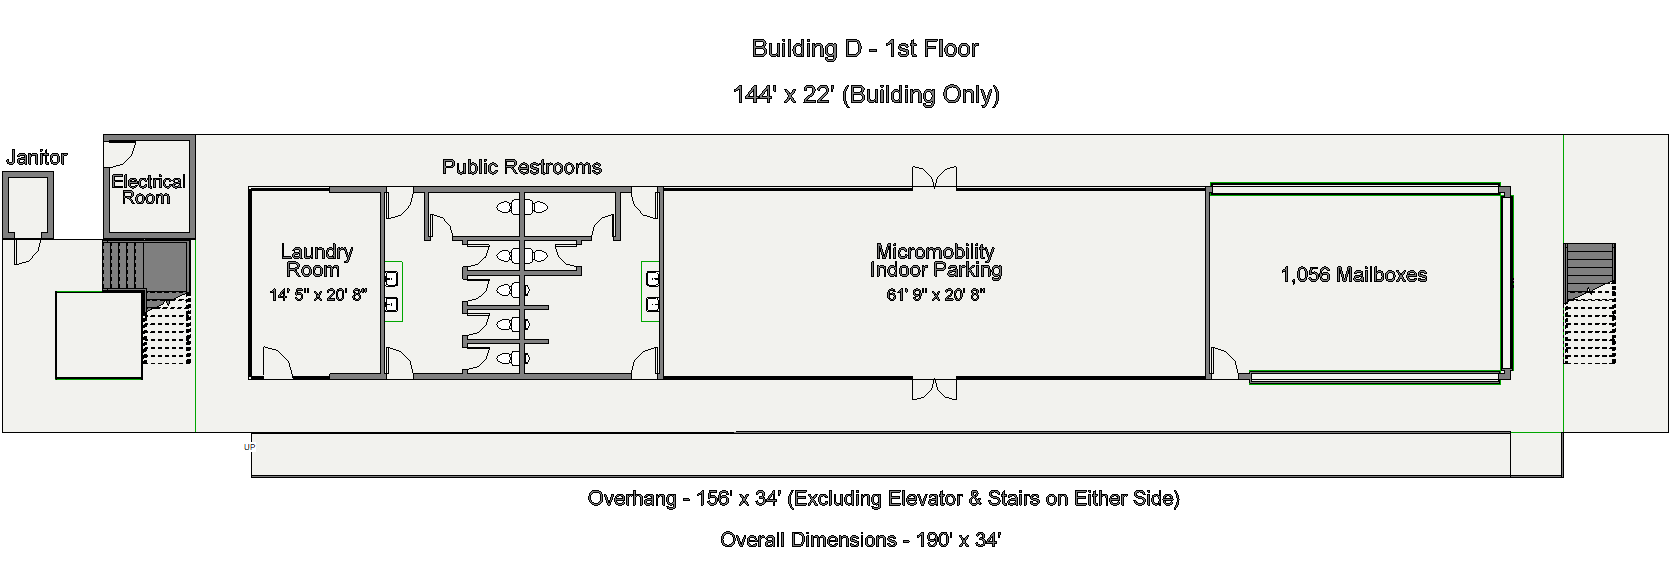 Building D - 1st Floor
144' x 22' (Building Only)
Janitor
Electrical
Room
Public Restrooms
Laundry
Room
14' 5" x 20' 8"
Micromobility
Indoor Parking
61' 9" x 20' 8"
1,056 Mailboxes
UP
Overhang - 156' x 34' (Excluding Elevator & Stairs on Either Side)
Overall Dimensions - 190' x 34'